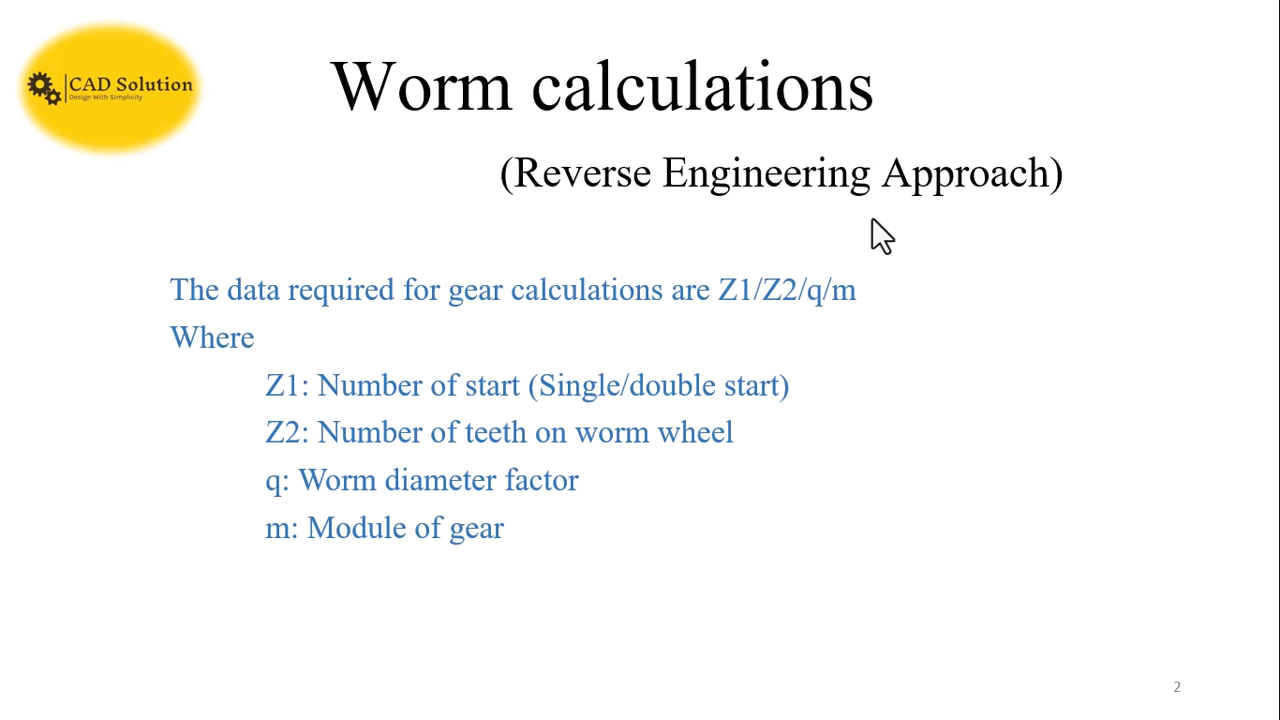 CAD Solution
Design With Simplicity
Worm calculations
(Reverse Engineering Approach)
The data required for gear calculations are Z1/Z2/q/m
Where
Z1: Number of start (Single/double start)
Z2: Number of teeth on worm wheel
q: Worm diameter factor
m: Module of gear
2